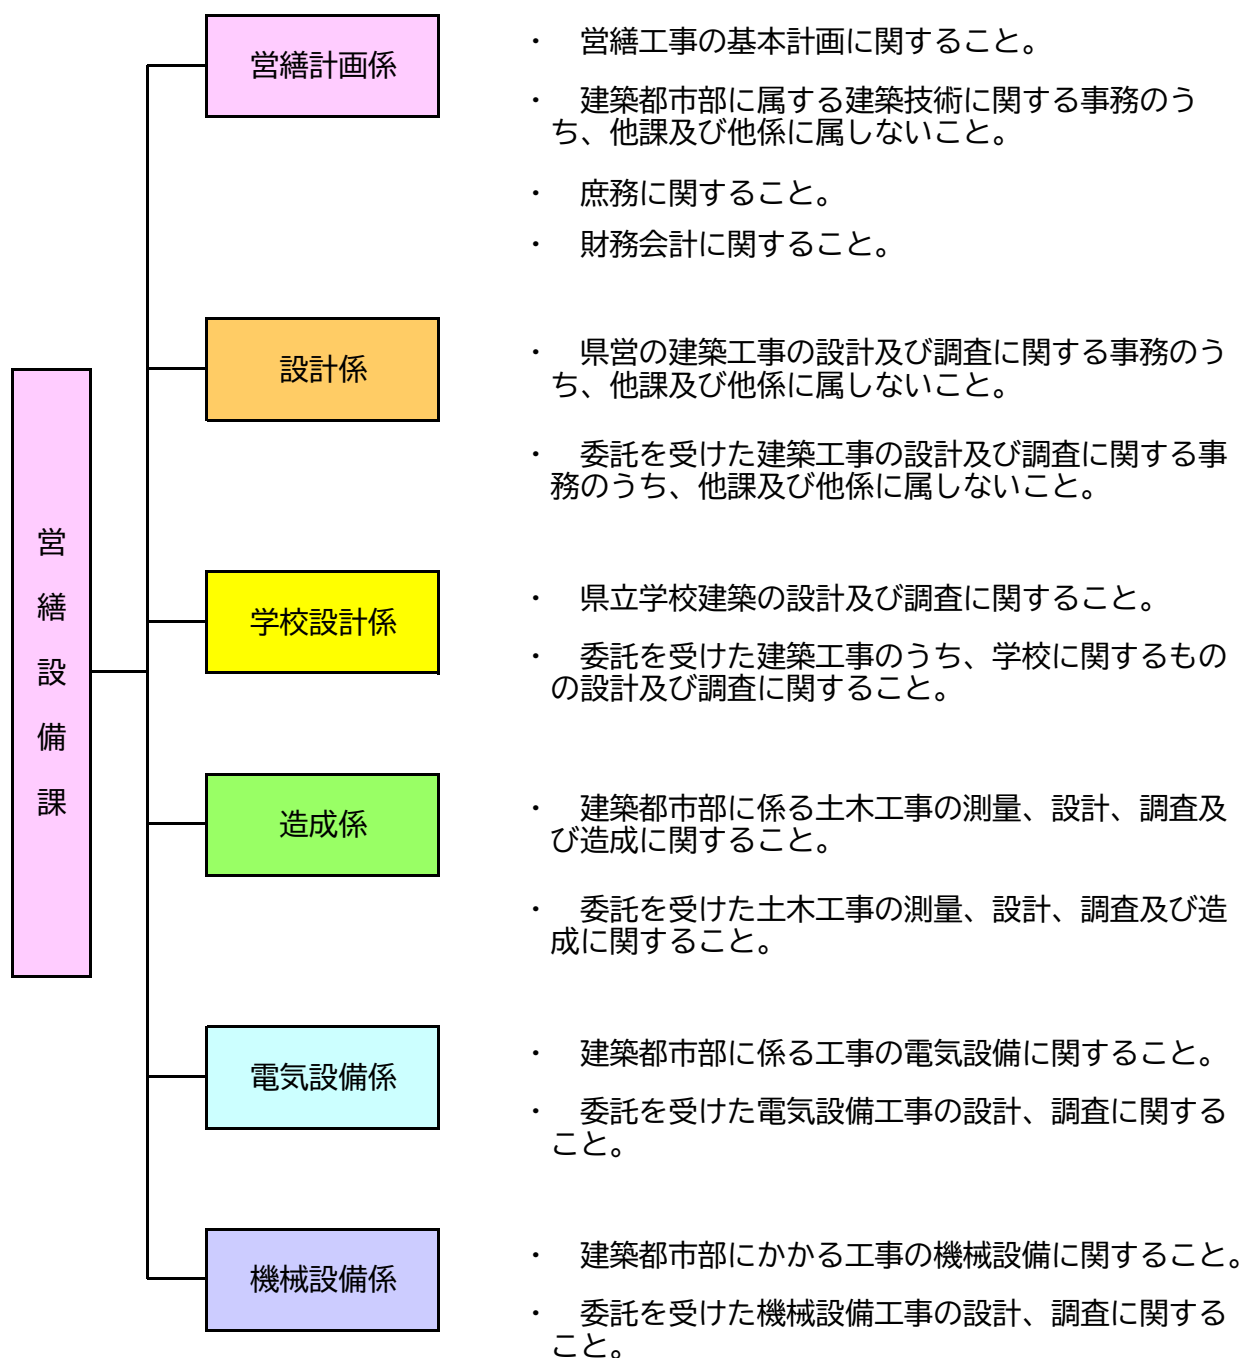 営繕設備課
営繕計画係
・　営繕工事の基本計画に関すること。
・　建築都市部に属する建築技術に関する事務のう
ち、他課及び他係に属しないこと。
・　庶務に関すること。
・　財務会計に関すること。
設計係
・　県営の建築工事の設計及び調査に関する事務のう
ち、他課及び他係に属しないこと。
・　委託を受けた建築工事の設計及び調査に関する事
務のうち、他課及び他係に属しないこと。
学校設計係
・　県立学校建築の設計及び調査に関すること。
・　委託を受けた建築工事のうち、学校に関するもの
の設計及び調査に関すること。
造成係
・　建築都市部に係る土木工事の測量、設計、調査及
び造成に関すること。
・　委託を受けた土木工事の測量、設計、調査及び造
成に関すること。
電気設備係
・　建築都市部に係る工事の電気設備に関すること。
・　委託を受けた電気設備工事の設計、調査に関する
こと。
機械設備係
・　建築都市部にかかる工事の機械設備に関すること。
・　委託を受けた機械設備工事の設計、調査に関する
こと。